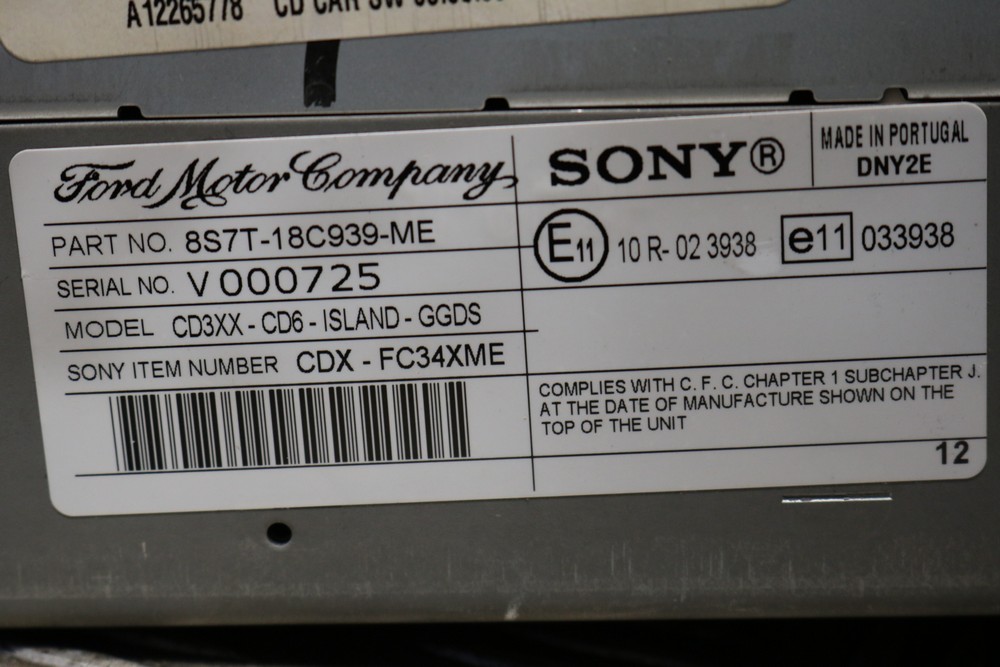 A12265778 CD CAR SW
Ford Motor Company,
SONY®
MADE IN PORTUGAL
DNY2E
PART NO. 8S7T-18C939-ME
SERIAL NO. V000725
MODEL CD3XX - CD6 - ISLAND - GGDS
SONY ITEM NUMBER CDX - FC34XME
E11 10 R- 02 3938 e11 033938
COMPLIES WITH C. F. C. CHAPTER 1 SUBCHAPTER J.
AT THE DATE OF MANUFACTURE SHOWN ON THE
TOP OF THE UNIT
12